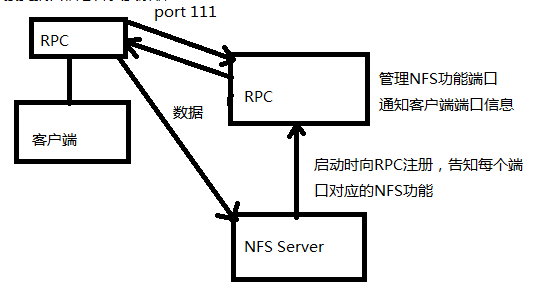 port 111
RPC
RPC
管理NFS功能端口
通知客户端端口信息
数据
客户端
启动时向RPC注册，告知每个端
口对应的NFS功能
NFS Server